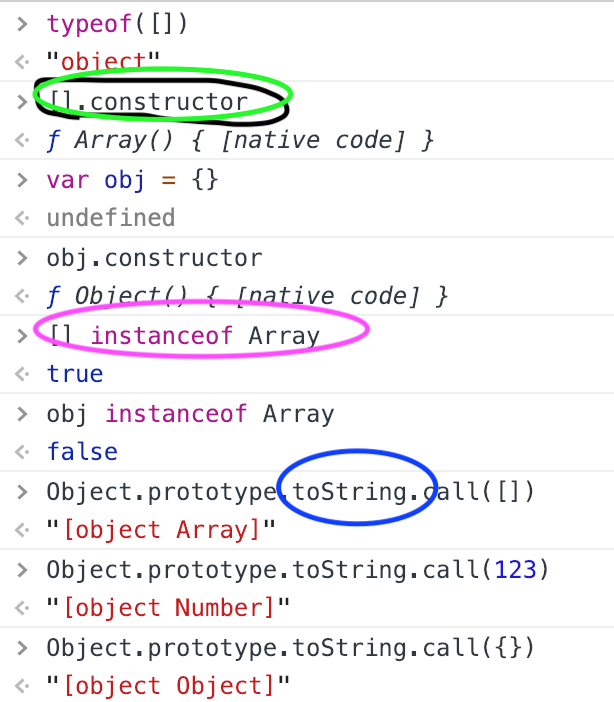 > typeof([])
<· "object"
> [].constructor
<· ƒ Array() { [native code] }
> var obj = {}
<· undefined
> obj.constructor
<· ƒ Object() { [native code] }
> [] instanceof Array
<· true
> obj instanceof Array
<· false
> Object.prototype.toString.call([])
<· "[object Array]"
> Object.prototype.toString.call(123)
<· "[object Number]"
> Object.prototype.toString.call({})
<· "[object Object]"